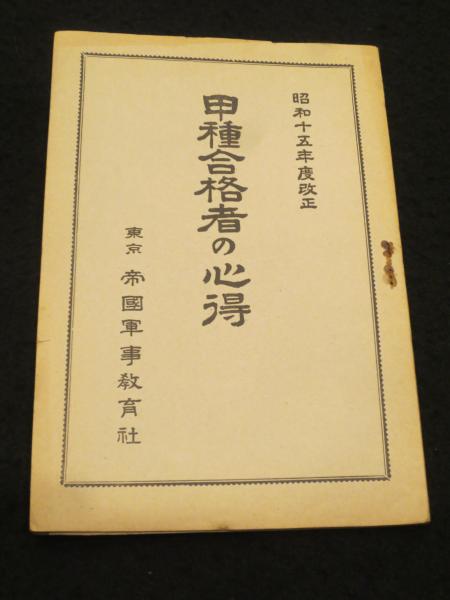 昭和十五年度改正
甲種合格者の心得
東京 帝國軍事教育社